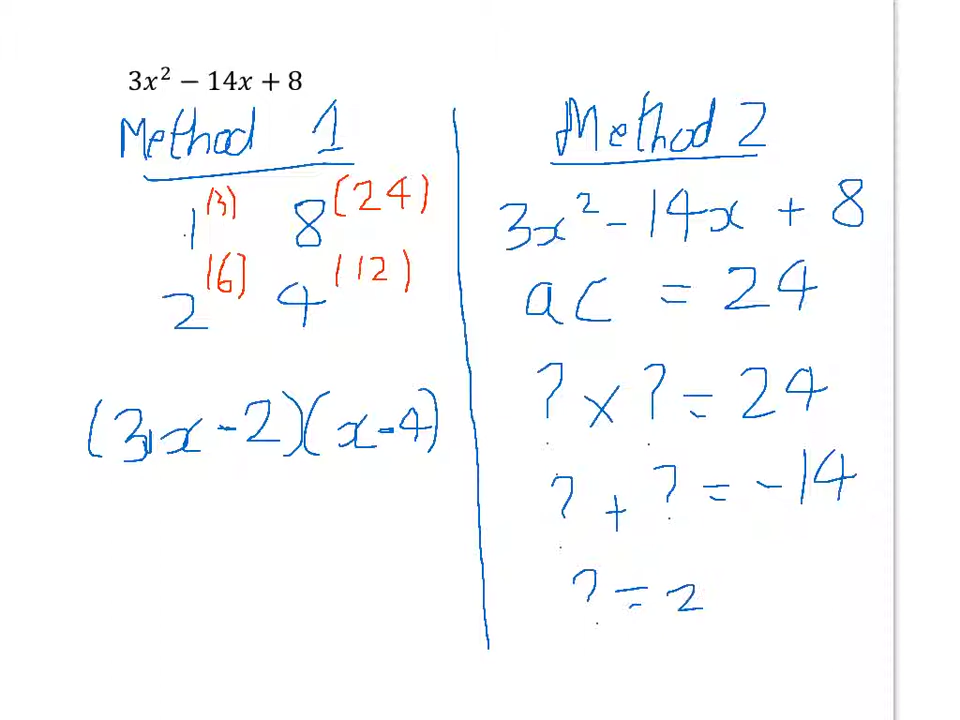 3x² − 14x + 8
Method 1
1 (3) 8 (24)
2 (6) 4 (12)
(3x - 2)(x - 4)
Method 2
3x² - 14x + 8
ac = 24
? × ? = 24
? + ? = -14
? = 2